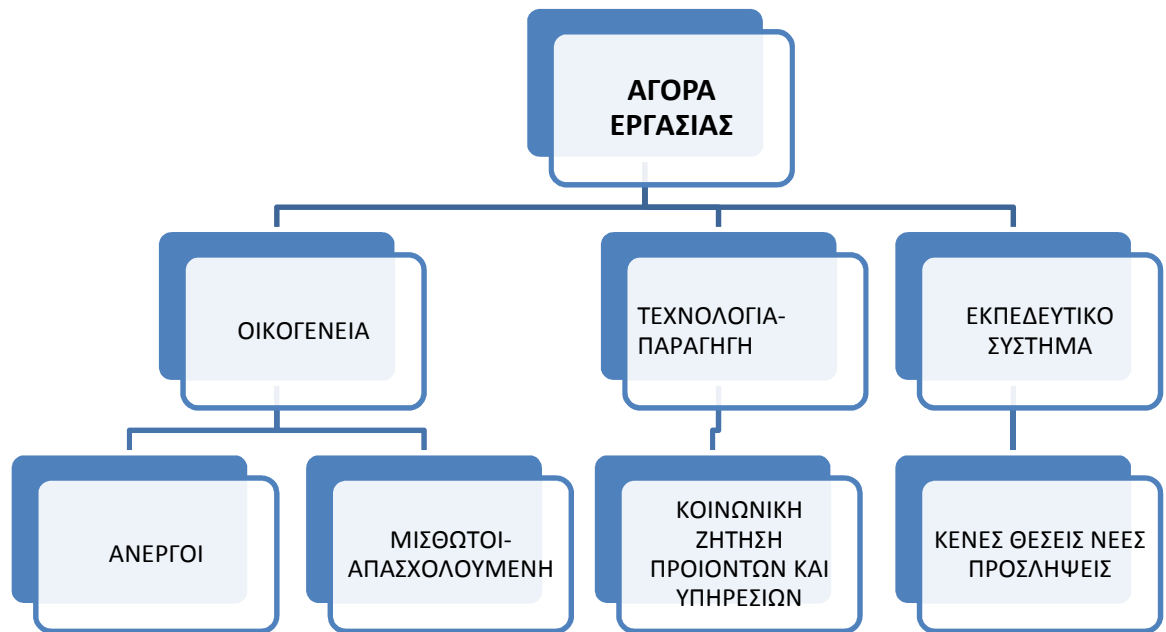 ΑΓΟΡΑ
ΕΡΓΑΣΙΑΣ
ΟΙΚΟΓΕΝΕΙΑ
ΤΕΧΝΟΛΟΓΙΑ-
ΠΑΡΑΓΗΓΗ
ΕΚΠΕΔΕΥΤΙΚΟ
ΣΥΣΤΗΜΑ
ΑΝΕΡΓΟΙ
ΜΙΣΘΩΤΟΙ-
ΑΠΑΣΧΟΛΟΥΜΕΝΗ
ΚΟΙΝΩΝΙΚΗ
ΖΗΤΗΣΗ
ΠΡΟΙΟΝΤΩΝ ΚΑΙ
ΥΠΗΡΕΣΙΩΝ
ΚΕΝΕΣ ΘΕΣΕΙΣ ΝΕΕΣ
ΠΡΟΣΛΗΨΕΙΣ